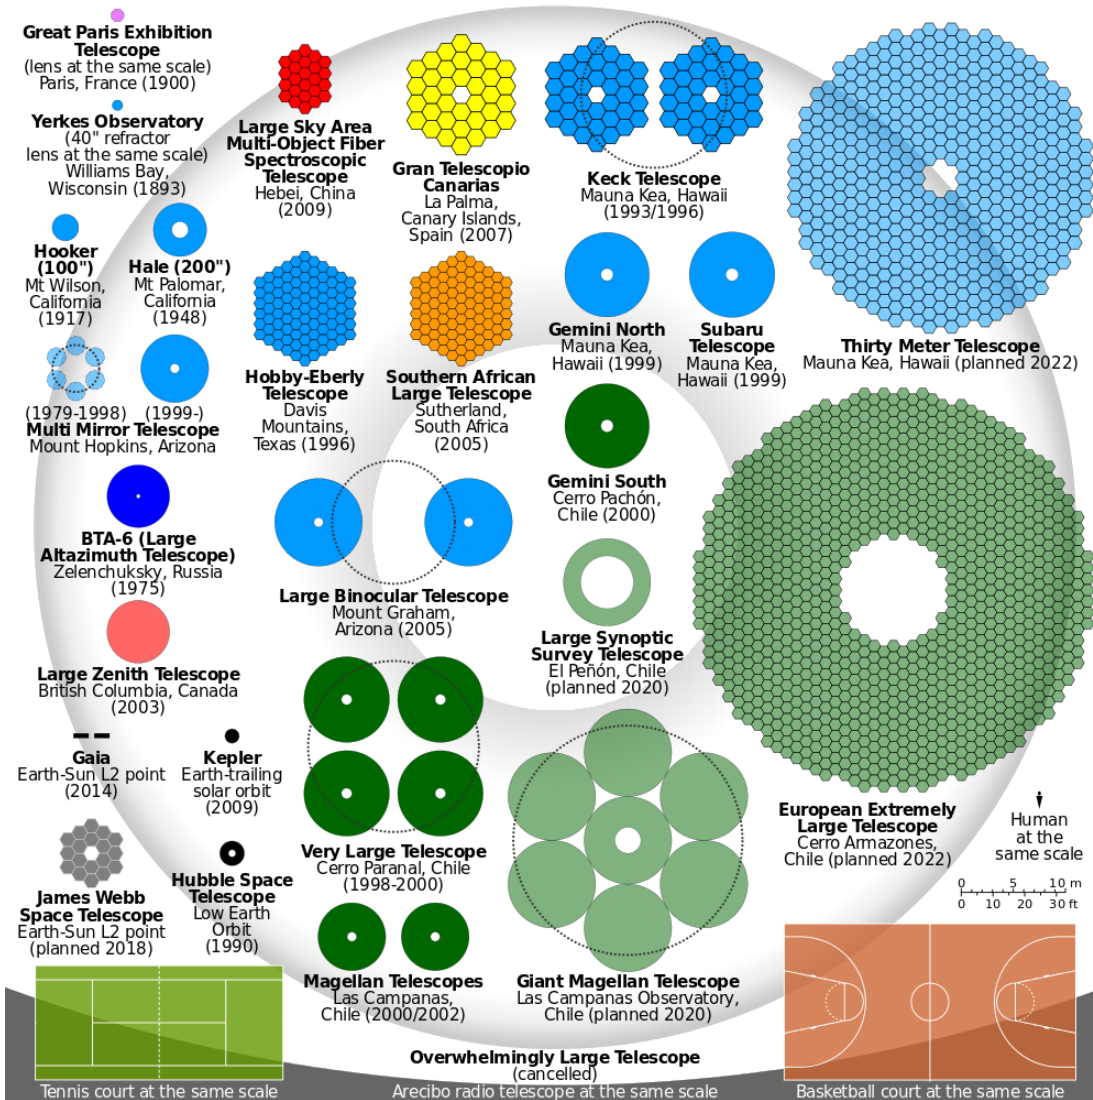 Great Paris Exhibition
Telescope
(lens at the same scale)
Paris, France (1900)
Yerkes Observatory
(40" refractor
lens at the same scale)
Williams Bay,
Wisconsin (1893)
Hooker
(100")
Mt Wilson,
California
(1917)
Hale (200")
Mt Palomar,
California
(1948)
(1979-1998)
(1999-)
Multi Mirror Telescope
Mount Hopkins, Arizona
BTA-6 (Large
Altazimuth Telescope)
Zelenchuksky, Russia
(1975)
Large Zenith Telescope
British Columbia, Canada
(2003)
Gaia
Earth-Sun L2 point
(2014)
Kepler
Earth-trailing
solar orbit
(2009)
James Webb
Space Telescope
Earth-Sun L2 point
(planned 2018)
Hubble Space
Telescope
Low Earth
Orbit
(1990)
Large Sky Area
Multi-Object Fiber
Spectroscopic
Telescope
Hebei, China
(2009)
Gran Telescopio
Canarias
La Palma,
Canary Islands,
Spain (2007)
Keck Telescope
Mauna Kea, Hawaii
(1993/1996)
Hobby-Eberly
Telescope
Davis
Mountains,
Texas (1996)
Southern African
Large Telescope
Sutherland,
South Africa
(2005)
Gemini North
Mauna Kea,
Hawaii (1999)
Subaru
Telescope
Mauna Kea,
Hawaii (1999)
Thirty Meter Telescope
Mauna Kea, Hawaii (planned 2022)
Gemini South
Cerro Pachón,
Chile (2000)
Large Binocular Telescope
Mount Graham,
Arizona (2005)
Large Synoptic
Survey Telescope
El Peñón, Chile
(planned 2020)
Very Large Telescope
Cerro Paranal, Chile
(1998-2000)
Magellan Telescopes
Las Campanas,
Chile (2000/2002)
Giant Magellan Telescope
Las Campanas Observatory,
Chile (planned 2020)
European Extremely
Large Telescope
Cerro Armazones,
Chile (planned 2022)
Human
at the
same scale
0 5 10 m
0 10 20 30 ft
Overwhelmingly Large Telescope
(cancelled)
Tennis court at the same scale
Arecibo radio telescope at the same scale
Basketball court at the same scale